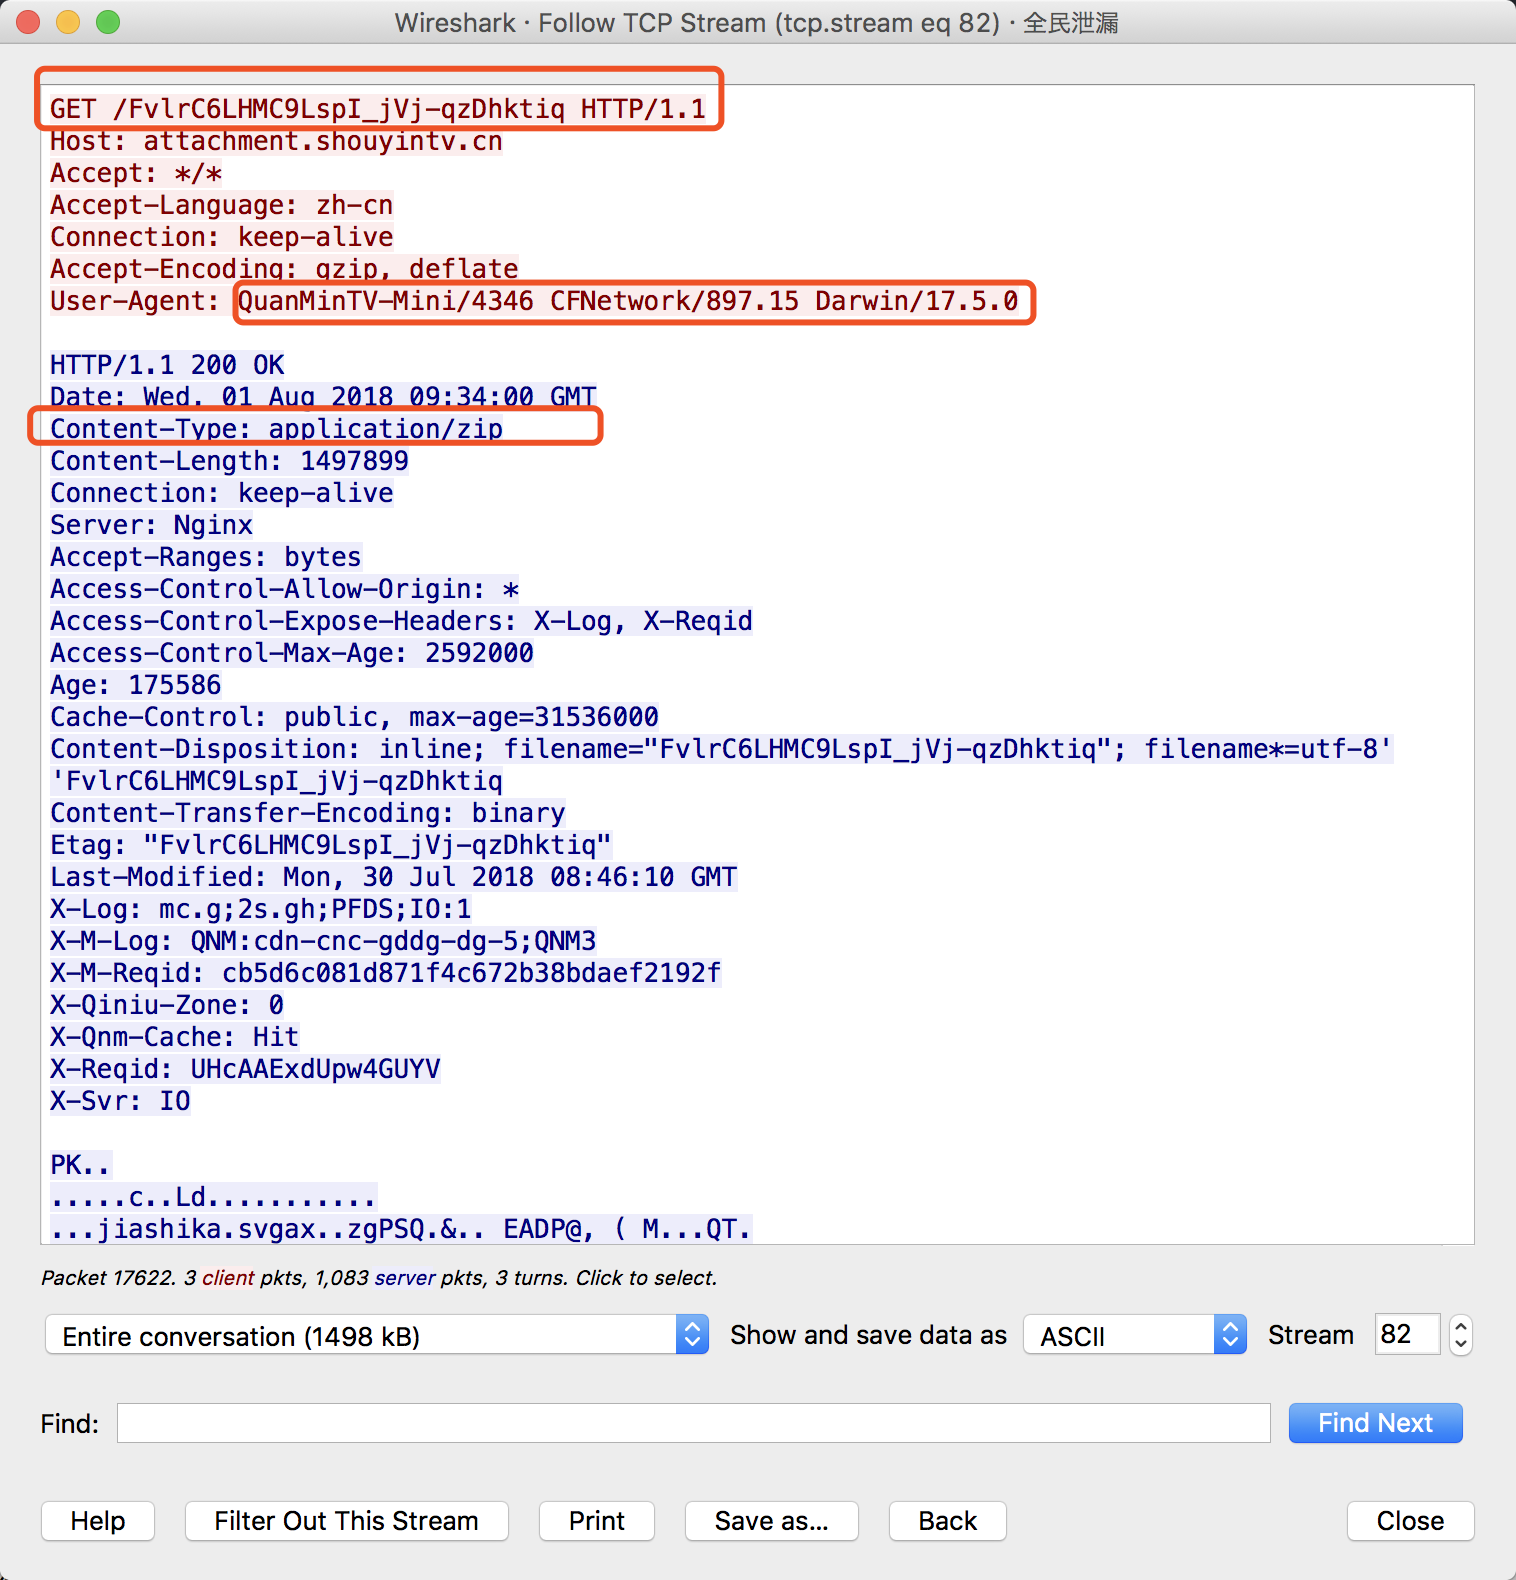 Wireshark · Follow TCP Stream (tcp.stream eq 82) · 全民泄漏
GET /FvlrC6LHMC9LspI_jVj-qzDhktiq HTTP/1.1
Host: attachment.shouyintv.cn
Accept: */*
Accept-Language: zh-cn
Connection: keep-alive
Accept-Encoding: gzip, deflate
User-Agent: QuanMinTV-Mini/4346 CFNetwork/897.15 Darwin/17.5.0
HTTP/1.1 200 OK
Date: Wed, 01 Aug 2018 09:34:00 GMT
Content-Type: application/zip
Content-Length: 1497899
Connection: keep-alive
Server: Nginx
Accept-Ranges: bytes
Access-Control-Allow-Origin: *
Access-Control-Expose-Headers: X-Log, X-Reqid
Access-Control-Max-Age: 2592000
Age: 175586
Cache-Control: public, max-age=31536000
Content-Disposition: inline; filename="FvlrC6LHMC9LspI_jVj-qzDhktiq"; filename*=utf-8'
'FvlrC6LHMC9LspI_jVj-qzDhktiq
Content-Transfer-Encoding: binary
Etag: "FvlrC6LHMC9LspI_jVj-qzDhktiq"
Last-Modified: Mon, 30 Jul 2018 08:46:10 GMT
X-Log: mc.g;2s.gh;PFDS;IO:1
X-M-Log: QNM:cdn-cnc-gddg-dg-5;QNM3
X-M-Reqid: cb5d6c081d871f4c672b38bdaef2192f
X-Qiniu-Zone: 0
X-Qnm-Cache: Hit
X-Reqid: UHcAAExdUpw4GUYV
X-Svr: IO
PK..
.....c..Ld...........
...jiashika.svgax..zgPSQ.&.. EADP@, ( M...QT.
Packet 17622. 3 client pkts, 1,083 server pkts, 3 turns. Click to select.
Entire conversation (1498 kB) Show and save data as ASCII Stream 82
Find: Find Next
Help Filter Out This Stream Print Save as... Back Close